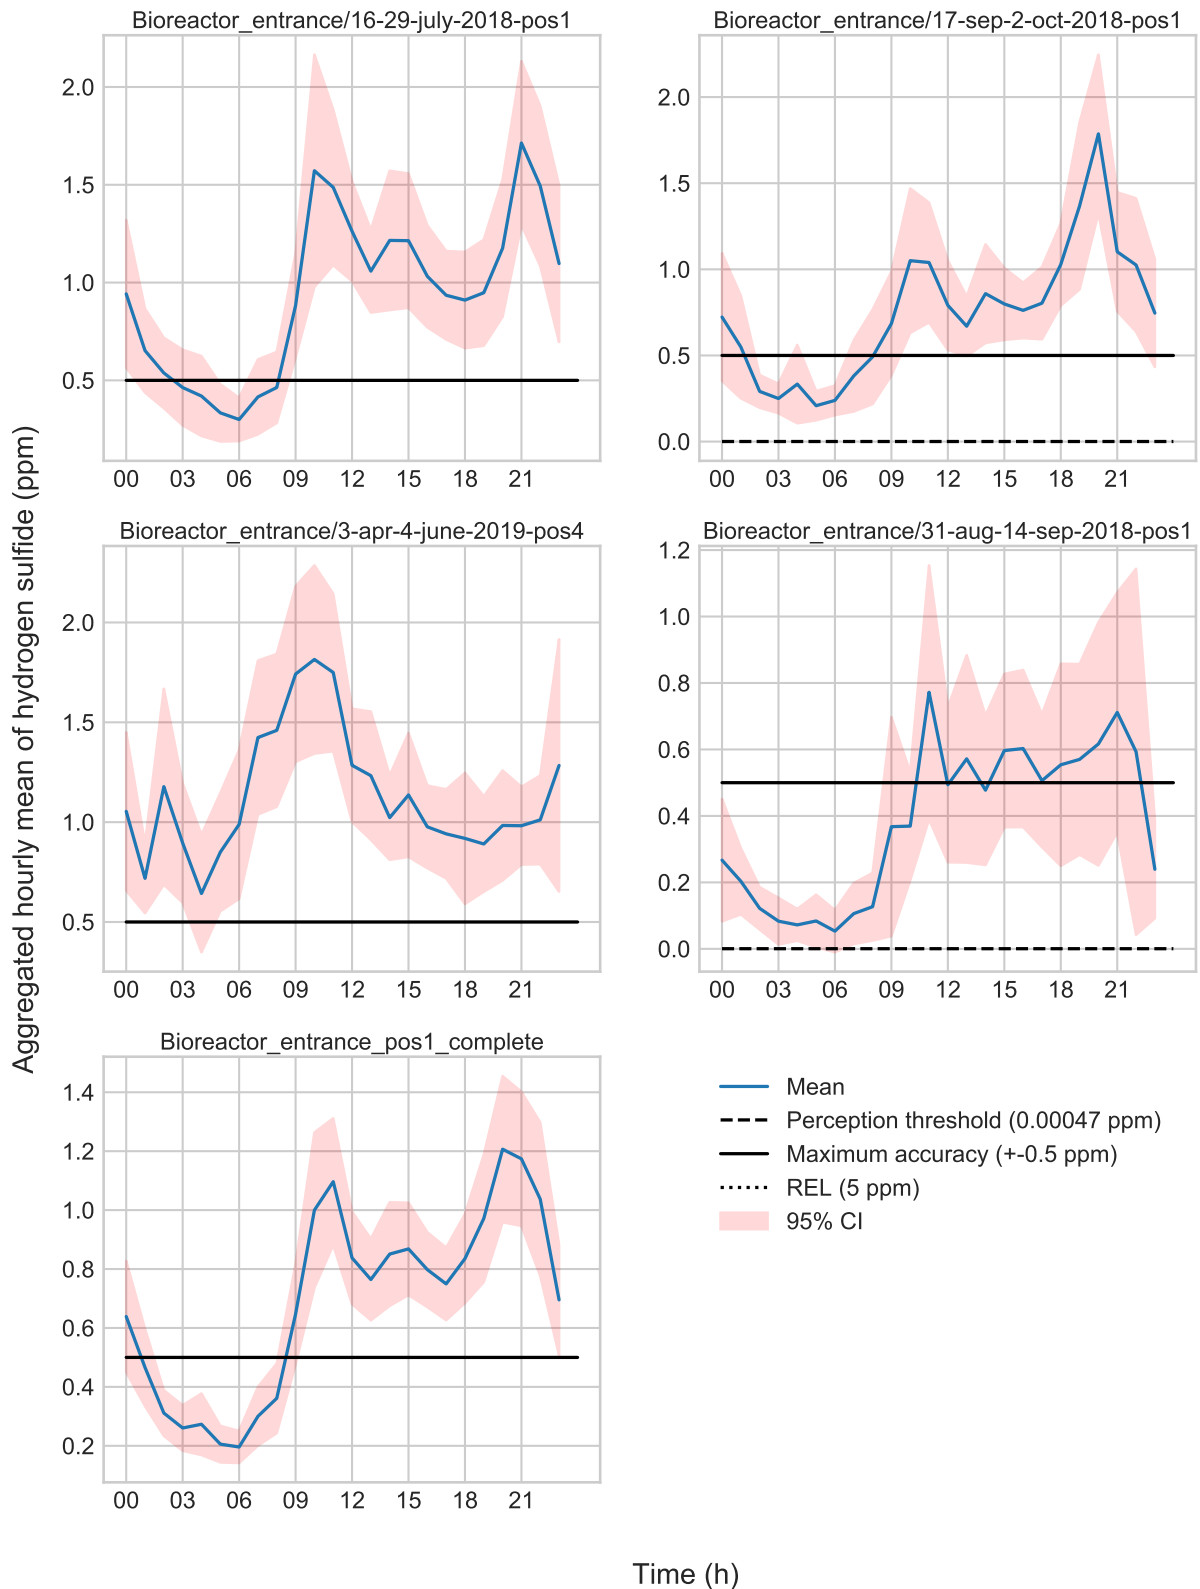 Bioreactor_entrance/16-29-july-2018-pos1
2.0
1.5
1.0
0.5
00 03 06 09 12 15 18 21
Bioreactor_entrance/17-sep-2-oct-2018-pos1
2.0
1.5
1.0
0.5
0.0
00 03 06 09 12 15 18 21
Aggregated hourly mean of hydrogen sulfide (ppm)
Bioreactor_entrance/3-apr-4-june-2019-pos4
2.0
1.5
1.0
0.5
00 03 06 09 12 15 18 21
Bioreactor_entrance/31-aug-14-sep-2018-pos1
1.2
1.0
0.8
0.6
0.4
0.2
0.0
00 03 06 09 12 15 18 21
Bioreactor_entrance_pos1_complete
1.4
1.2
1.0
0.8
0.6
0.4
0.2
00 03 06 09 12 15 18 21
Mean
Perception threshold (0.00047 ppm)
Maximum accuracy (+-0.5 ppm)
REL (5 ppm)
95% CI
Time (h)